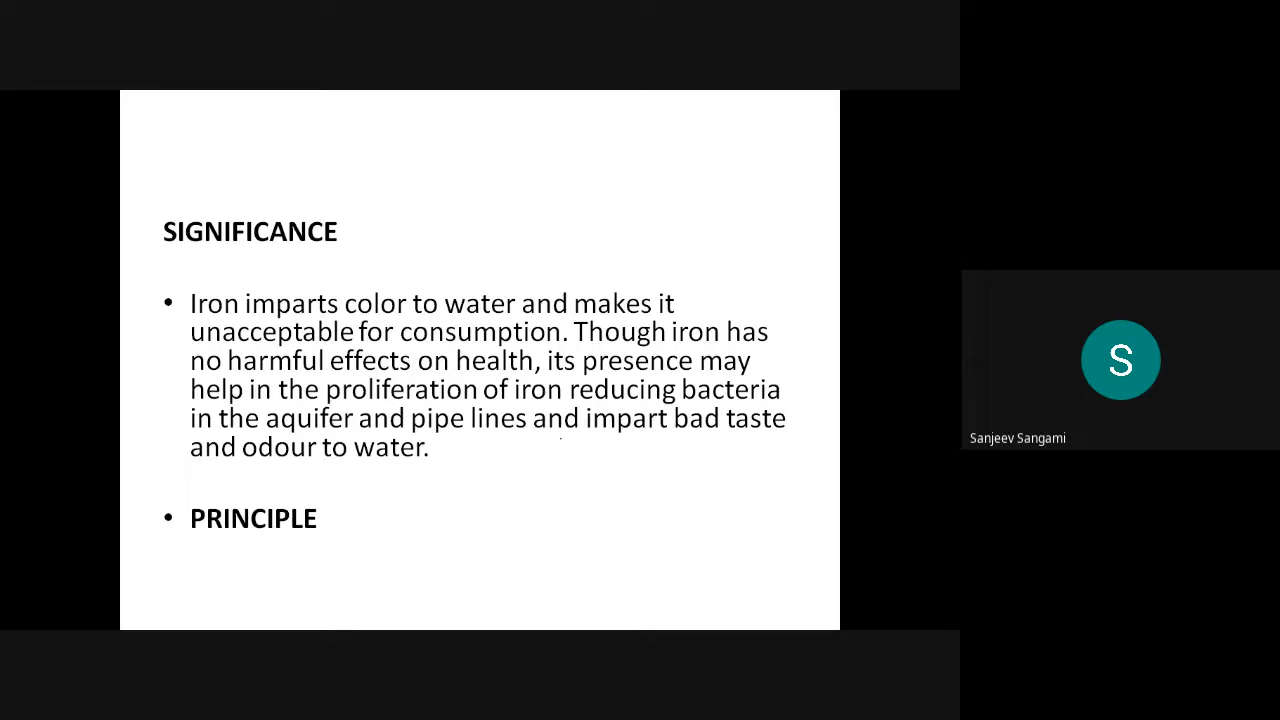 SIGNIFICANCE
• Iron imparts color to water and makes it
unacceptable for consumption. Though iron has
no harmful effects on health, its presence may
help in the proliferation of iron reducing bacteria
in the aquifer and pipe lines and impart bad taste
and odour to water.
• PRINCIPLE
S
Sanjeev Sangami